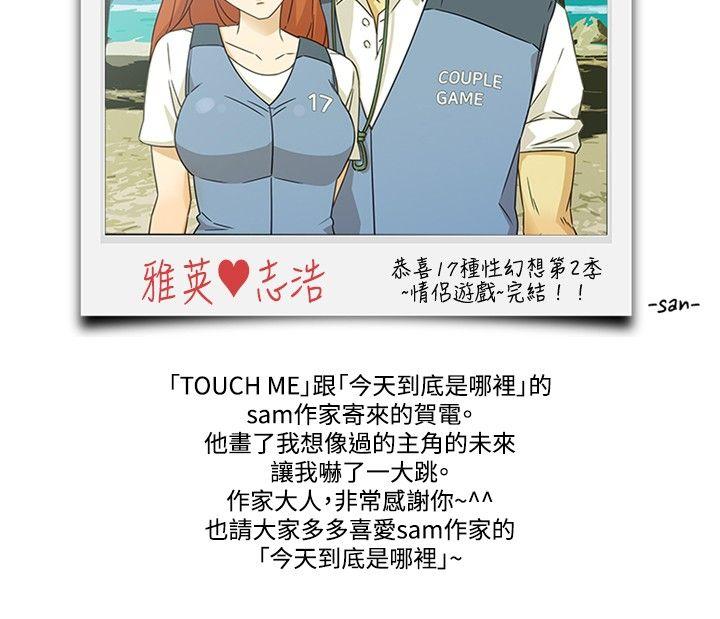 17
COUPLE
GAME
雅英♥志浩
恭喜17種性幻想第2季
~情侶遊戲~完結！！
-san-
「TOUCH ME」跟「今天到底是哪裡」的
sam作家寄來的賀電。
他畫了我想像過的主角的未來
讓我嚇了一大跳。
作家大人，非常感謝你~^^
也請大家多多喜愛sam作家的
「今天到底是哪裡」~